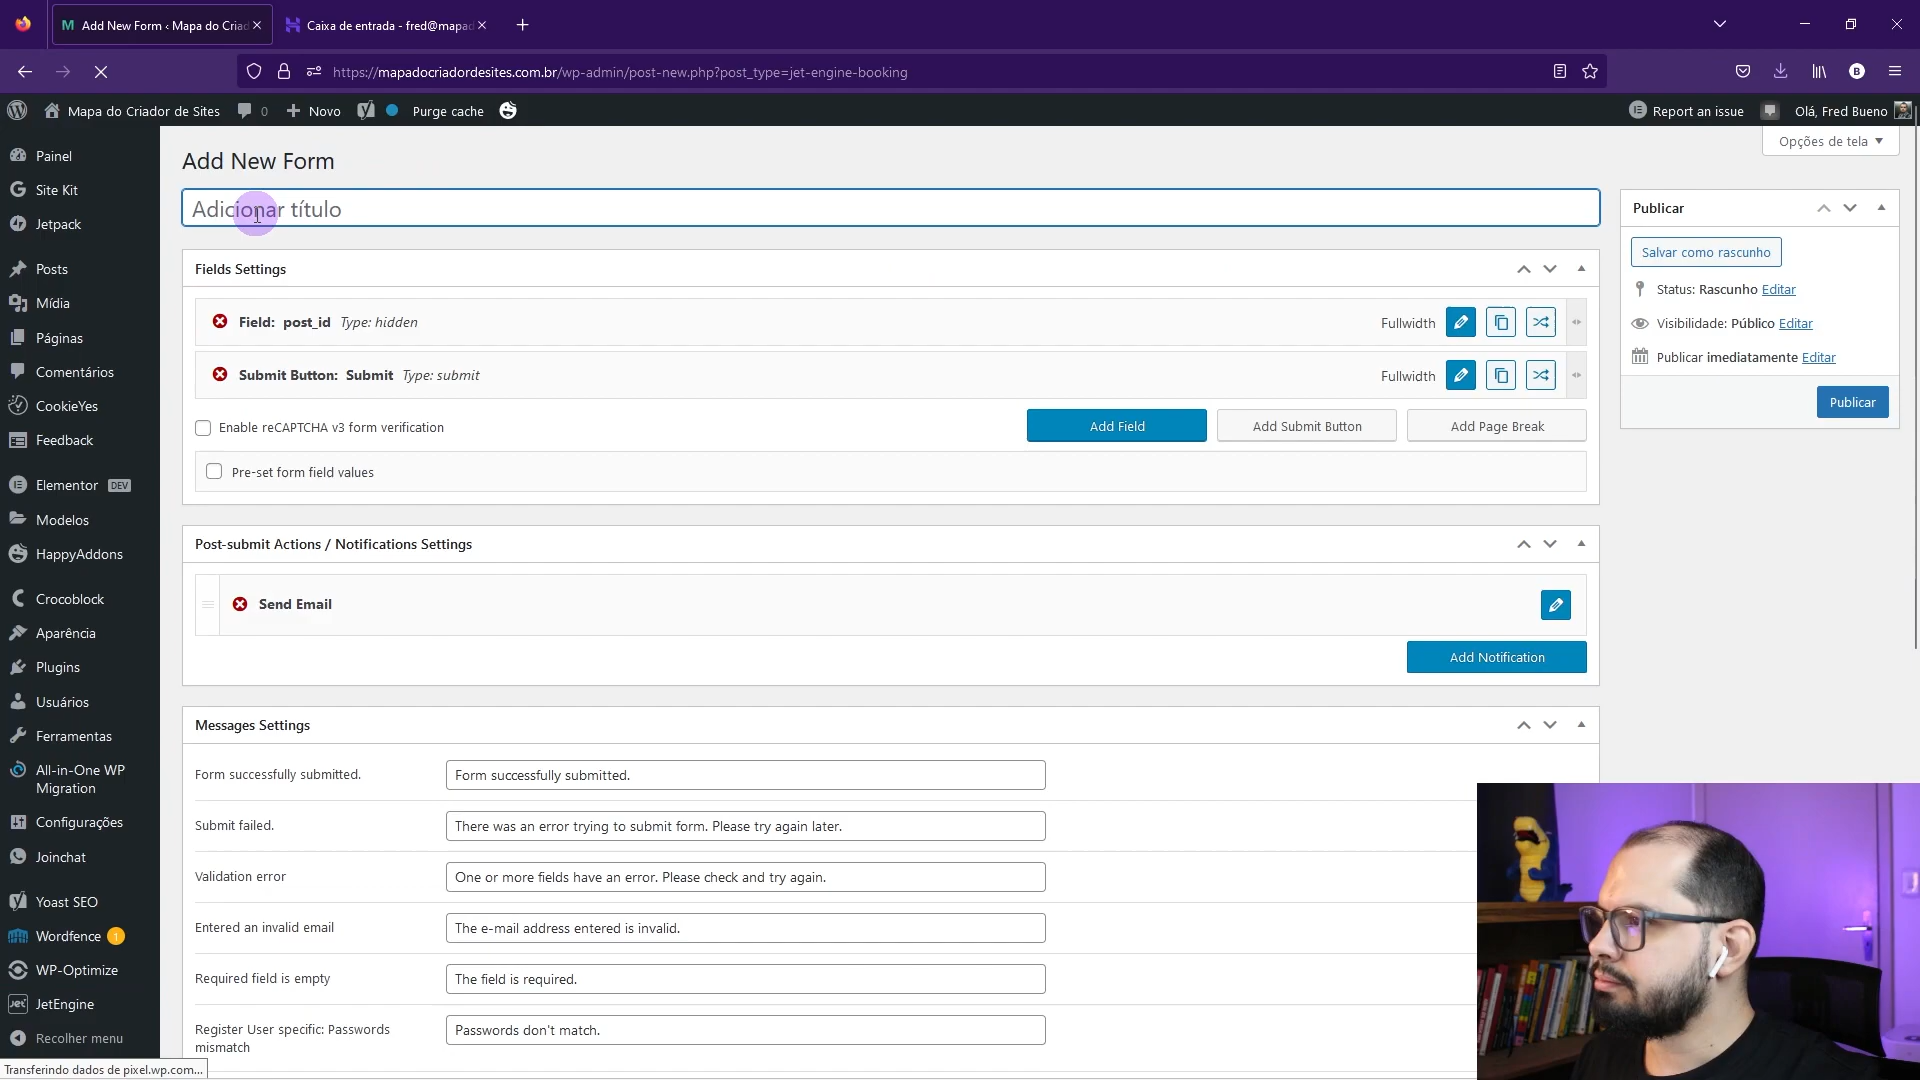 Add New Form ‹ Mapa do Criad
Caixa de entrada - fred@mapad
https://mapadocriadordesites.com.br/wp-admin/post-new.php?post_type=jet-engine-booking
Mapa do Criador de Sites
0
Novo
Purge cache
Report an issue
Olá, Fred Bueno
Opções de tela
Painel
Site Kit
Jetpack
Posts
Mídia
Páginas
Comentários
CookieYes
Feedback
Elementor DEV
Modelos
HappyAddons
Crocoblock
Aparência
Plugins
Usuários
Ferramentas
All-in-One WP
Migration
Configurações
Joinchat
Yoast SEO
Wordfence 1
WP-Optimize
JetEngine
Recolher menu
Transferindo dados de pixel.wp.com...
Add New Form
Adicionar título
Fields Settings
Field: post_id Type: hidden
Fullwidth
Submit Button: Submit Type: submit
Fullwidth
Enable reCAPTCHA v3 form verification
Add Field
Add Submit Button
Add Page Break
Pre-set form field values
Post-submit Actions / Notifications Settings
Send Email
Add Notification
Messages Settings
Form successfully submitted.
Form successfully submitted.
Submit failed.
There was an error trying to submit form. Please try again later.
Validation error
One or more fields have an error. Please check and try again.
Entered an invalid email
The e-mail address entered is invalid.
Required field is empty
The field is required.
Register User specific: Passwords
mismatch
Passwords don't match.
Publicar
Salvar como rascunho
Status: Rascunho Editar
Visibilidade: Público Editar
Publicar imediatamente Editar
Publicar